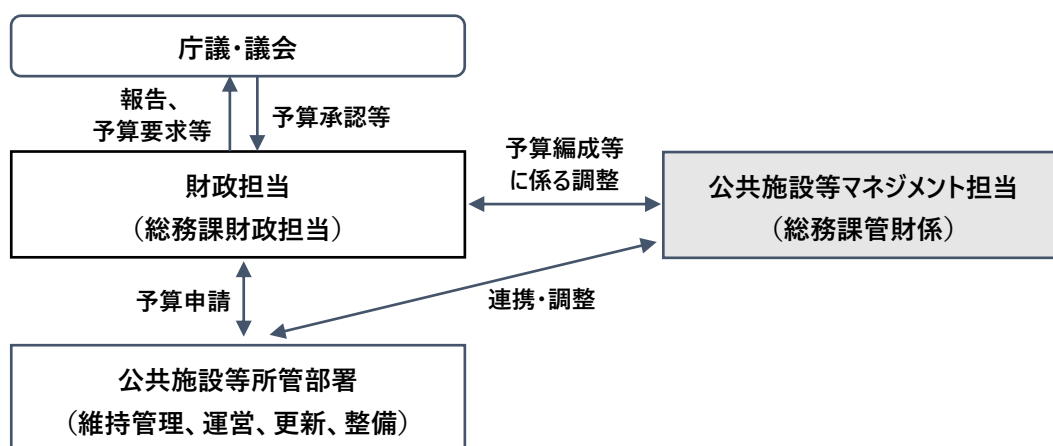 庁議・議会
報告、
予算要求等
予算承認等
財政担当
（総務課財政担当）
予算編成等
に係る調整
公共施設等マネジメント担当
（総務課管財係）
予算申請
連携・調整
公共施設等所管部署
（維持管理、運営、更新、整備）